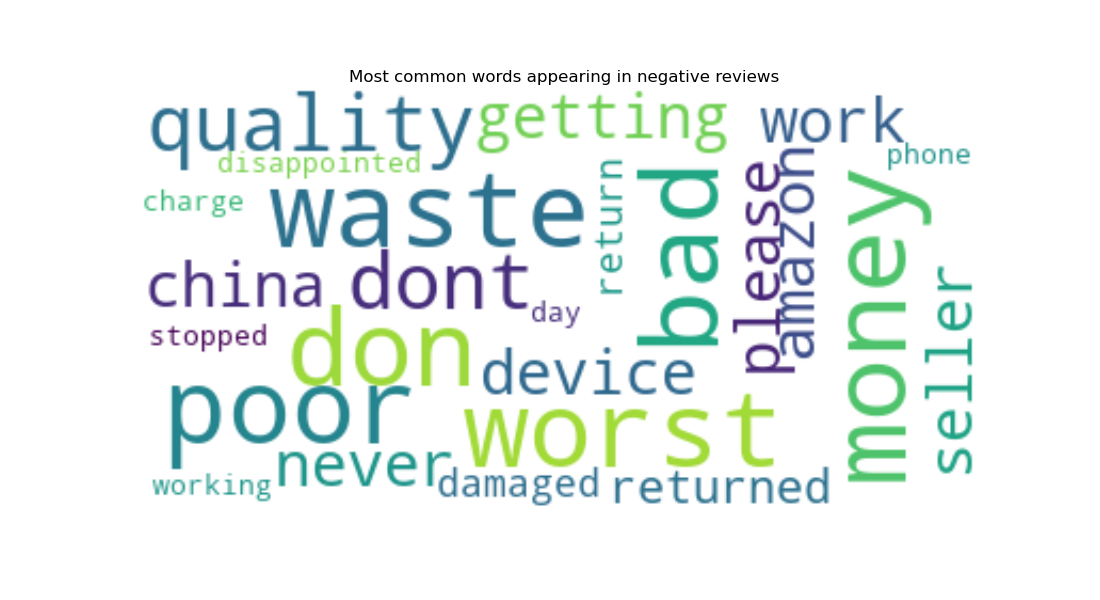 Most common words appearing in negative reviews
quality
getting
work
disappointed
phone
charge
waste
return
bad
please
amazon
money
china
dont
day
seller
stopped
don
device
poor
worst
never
working
damaged
returned